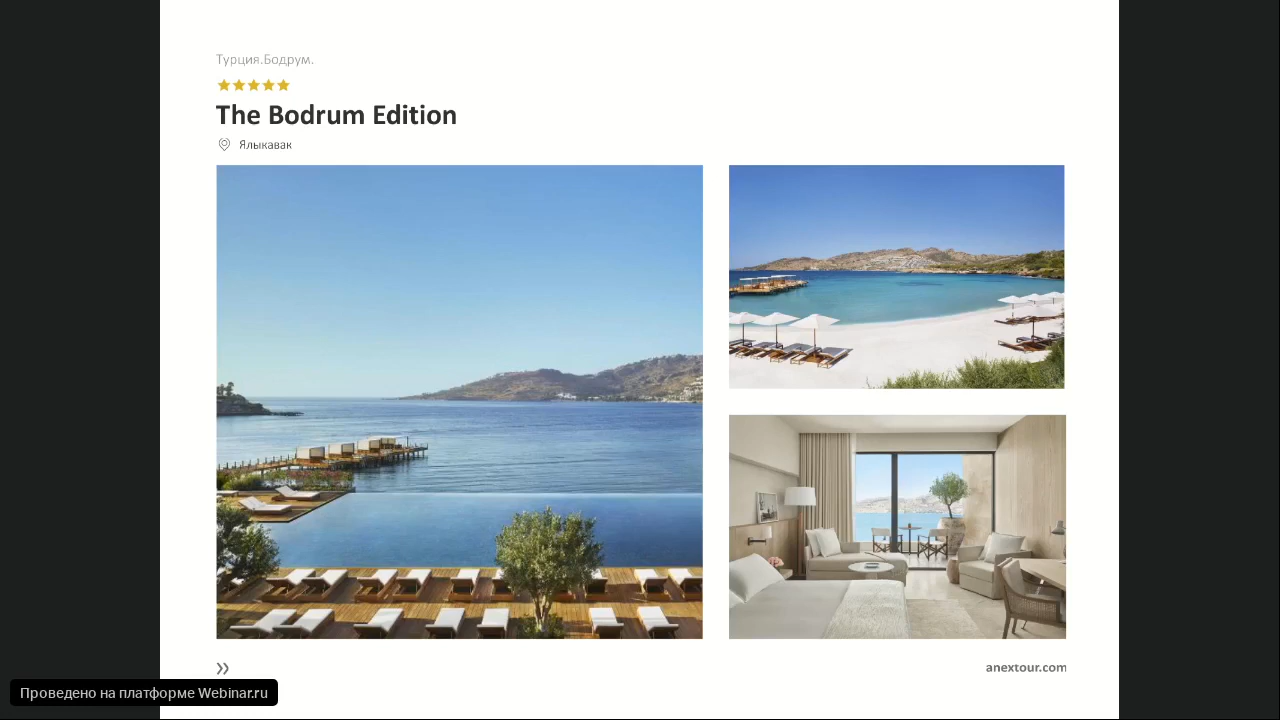 Турция.Бодрум.
The Bodrum Edition
Ялыкавак
anextour.com
Проведено на платформе Webinar.ru